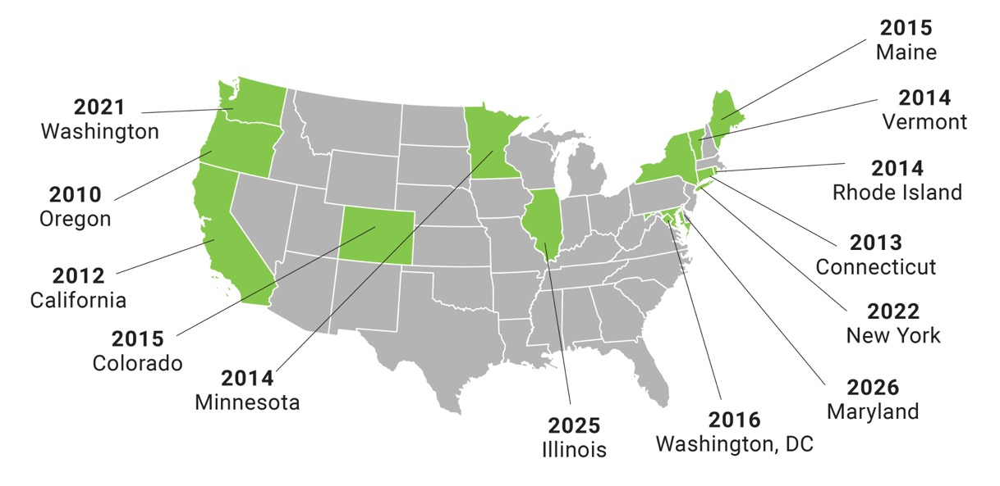 2015
Maine
2014
Vermont
2021
Washington
2014
Rhode Island
2010
Oregon
2013
Connecticut
2012
California
2022
New York
2015
Colorado
2014
Minnesota
2026
Maryland
2016
Washington, DC
2025
Illinois